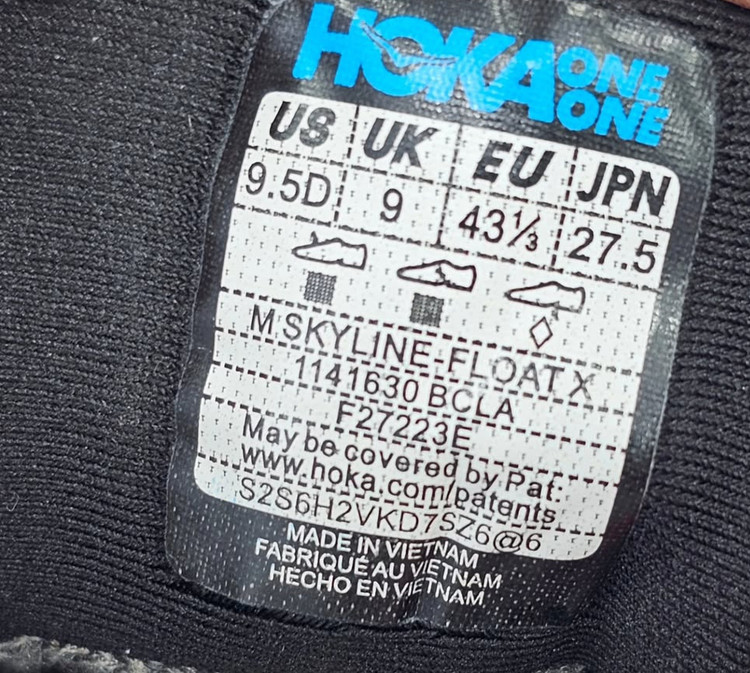 HOKA ONE ONE
US UK EU JPN
9.5D 9 43⅓ 27.5
M SKYLINE-FLOAT X
1141630 BCLA
F27223E
May be covered by Pat:
www.hoka.com/patents
S2S6H2VKD7SZ6@6
MADE IN VIETNAM
FABRIQUÉ AU VIETNAM
HECHO EN VIETNAM